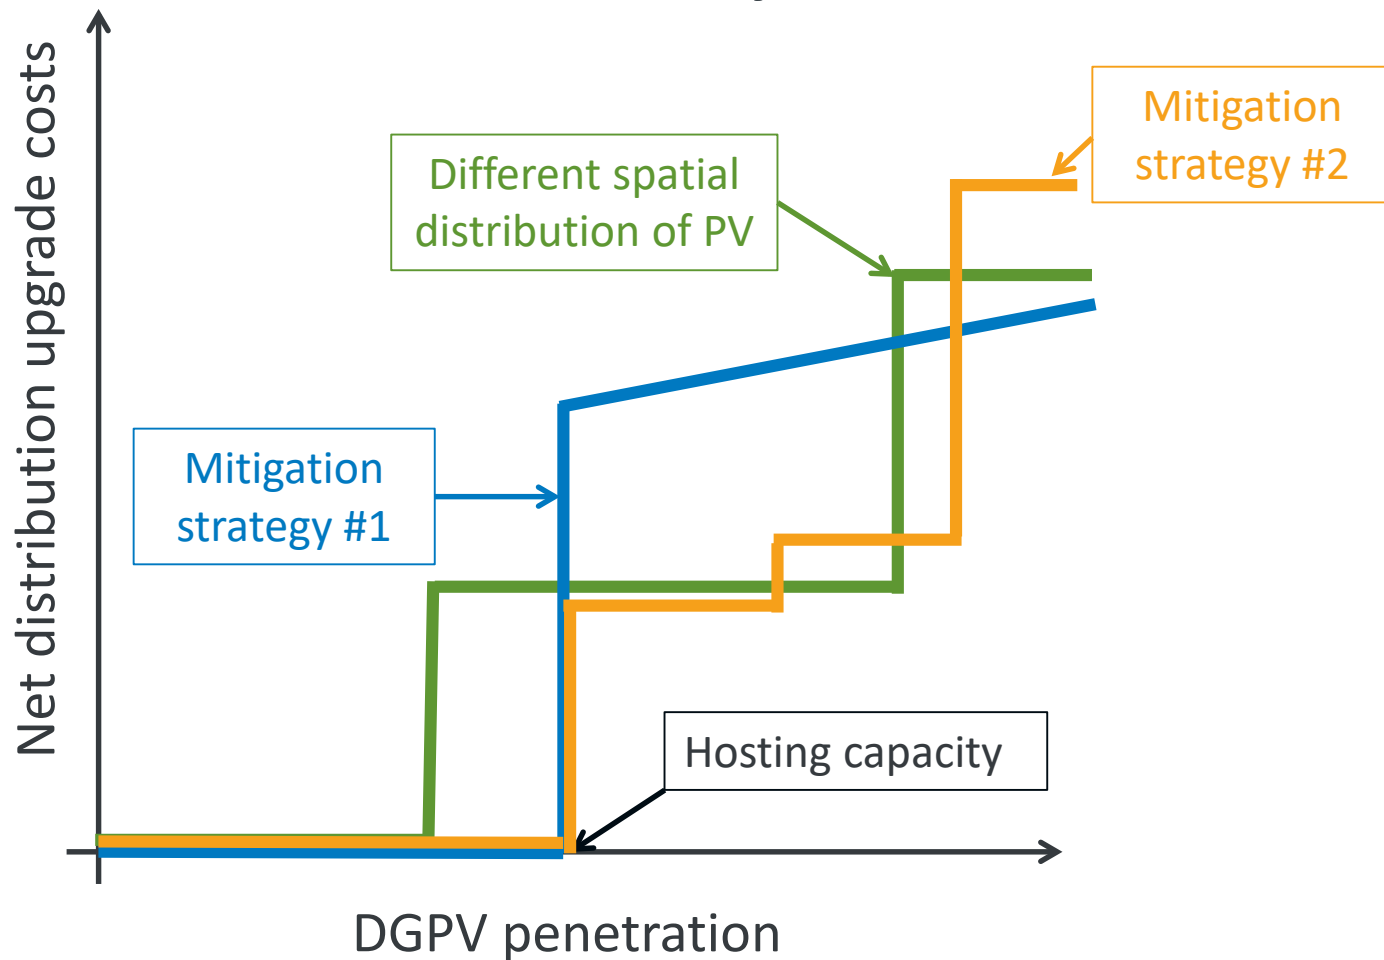 Net distribution upgrade costs
Different spatial
distribution of PV
Mitigation
strategy #2
Mitigation
strategy #1
Hosting capacity
DGPV penetration